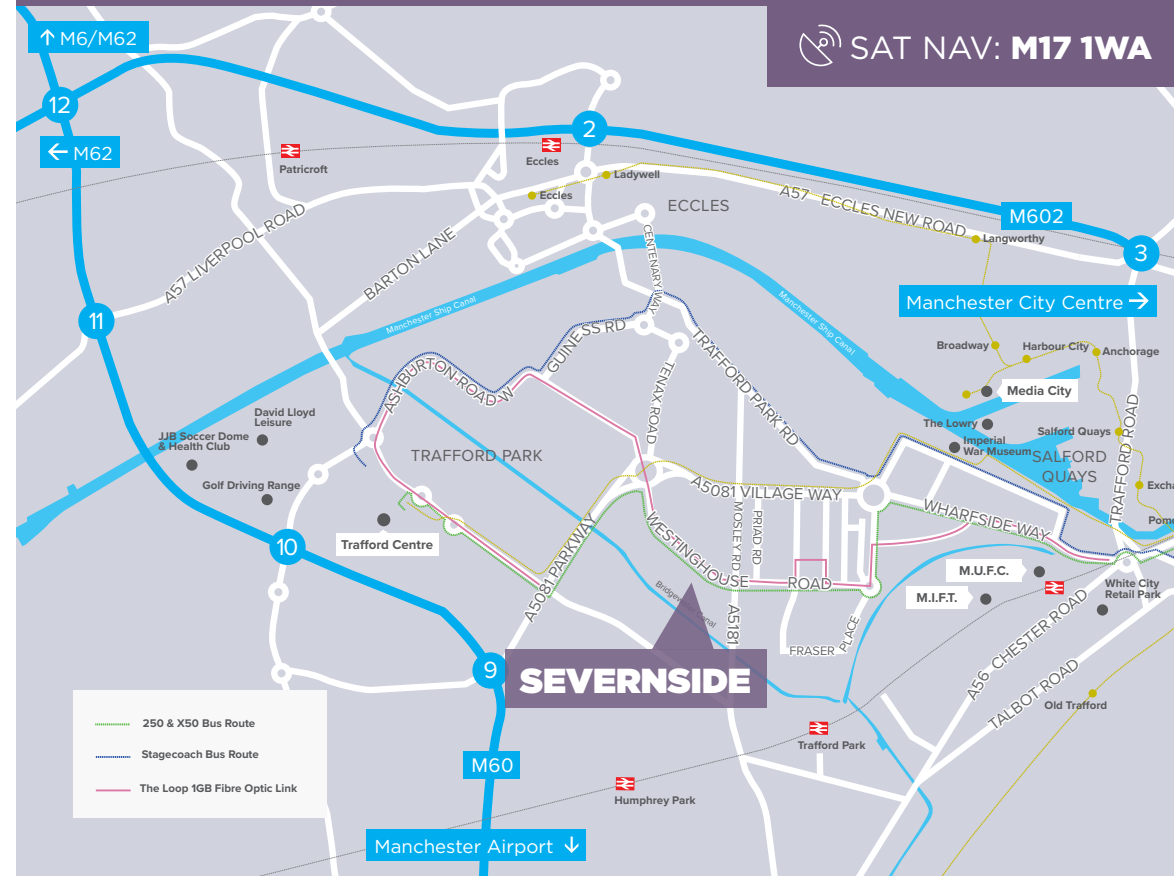 SAT NAV: M17 1WA
↑ M6/M62
12
← M62
2
Eccles
Patricroft
Ladywell
Eccles
ECCLES
A57 ECCLES NEW ROAD
M602
Langworthy
3
A57 LIVERPOOL ROAD
BARTON LANE
CENTENARY WAY
Manchester City Centre →
11
Manchester Ship Canal
Manchester Ship Canal
GUINESS RD
TRAFFORD PARK RD
Broadway
Harbour City
Anchorage
ASHBURTON ROAD W
TENAX ROAD
Media City
TRAFFORD ROAD
David Lloyd
Leisure
JJB Soccer Dome
& Health Club
The Lowry
Salford Quays
Imperial
War Museum
SALFORD
QUAYS
TRAFFORD PARK
Golf Driving Range
A5081 VILLAGE WAY
Excha
WHARFSIDE WAY
Pome
MOSLEY RD
PRIAD RD
Trafford Centre
10
A5081 PARKWAY
WESTINGHOUSE ROAD
M.U.F.C.
M.I.F.T.
White City
Retail Park
Bridgewater Canal
A5181
FRASER PLACE
A56 CHESTER ROAD
TALBOT ROAD
9
SEVERNSIDE
Old Trafford
250 & X50 Bus Route
Stagecoach Bus Route
The Loop 1GB Fibre Optic Link
Trafford Park
M60
Humphrey Park
Manchester Airport ↓